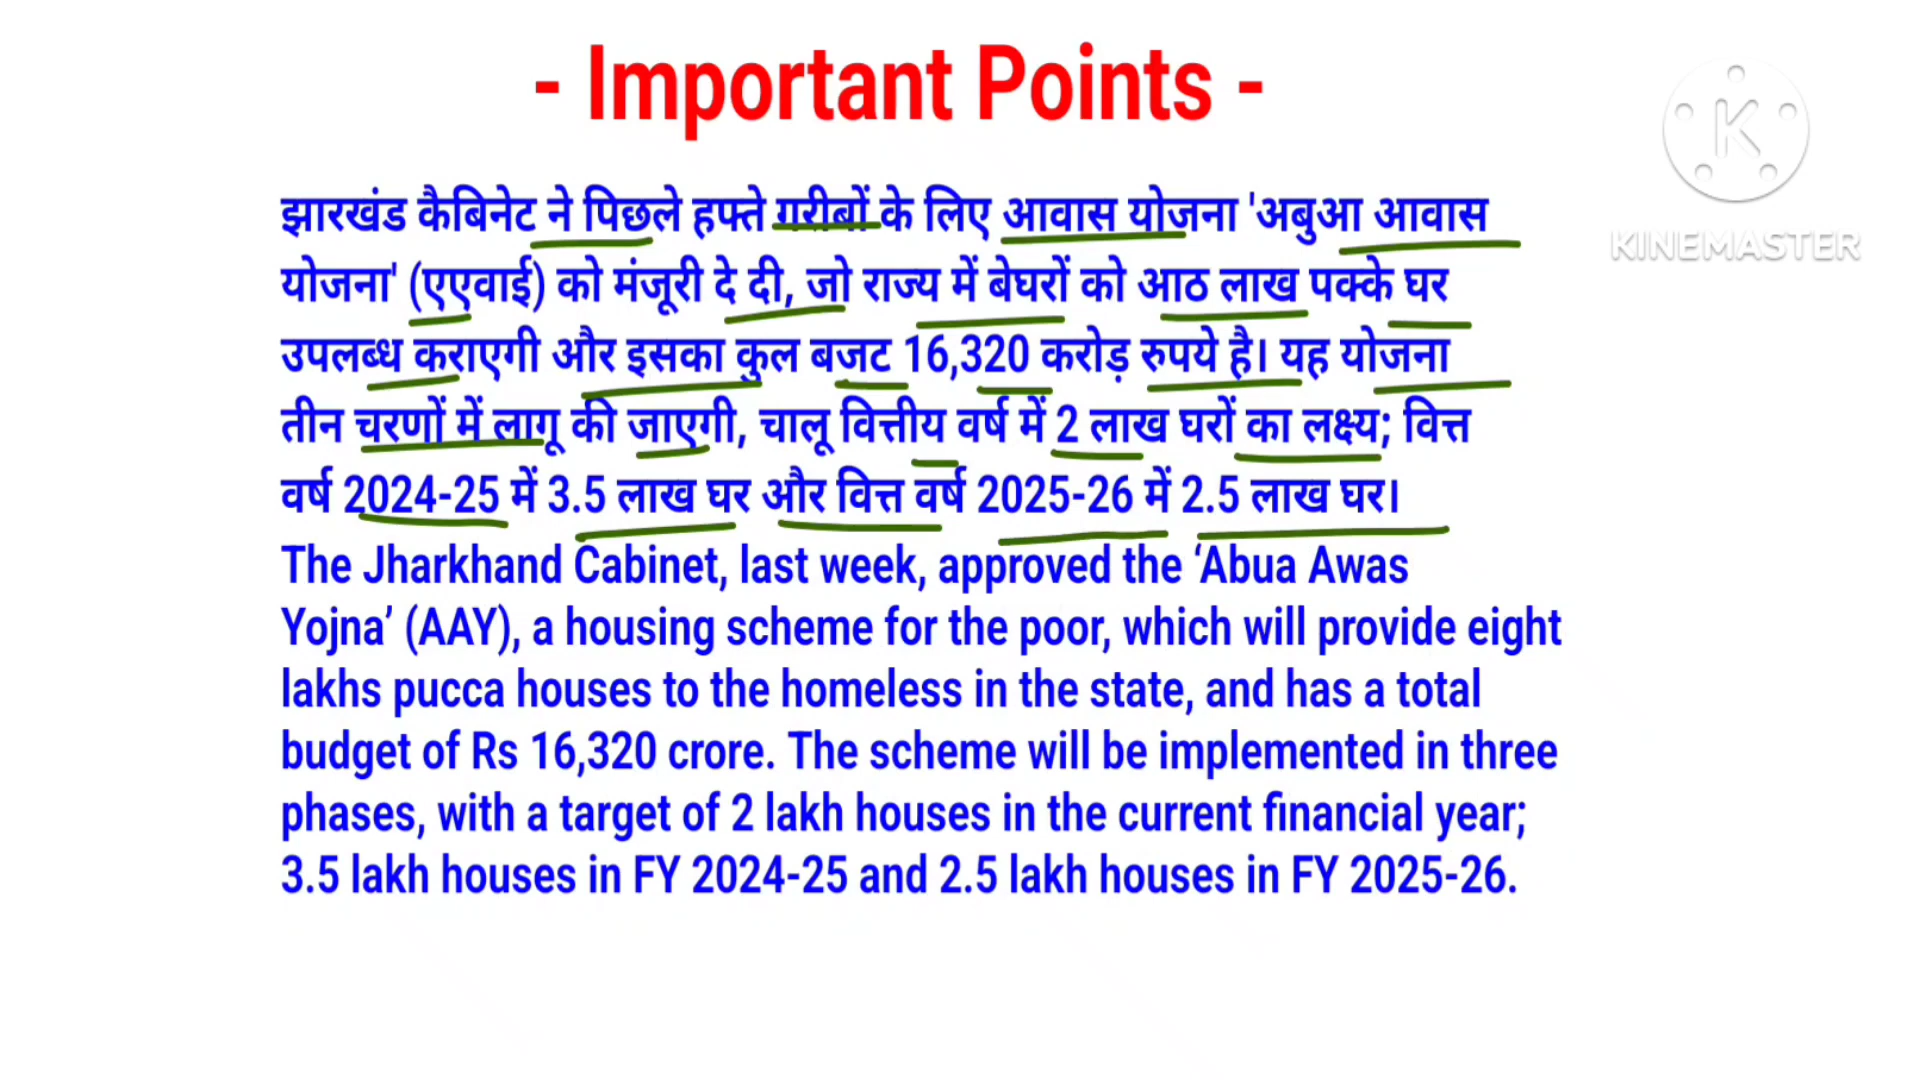 - Important Points -
झारखंड कैबिनेट ने पिछले हफ्ते गरीबों के लिए आवास योजना 'अबुआ आवास
योजना' (एएवाई) को मंजूरी दे दी, जो राज्य में बेघरों को आठ लाख पक्के घर
उपलब्ध कराएगी और इसका कुल बजट 16,320 करोड़ रुपये है। यह योजना
तीन चरणों में लागू की जाएगी, चालू वित्तीय वर्ष में 2 लाख घरों का लक्ष्य; वित्त
वर्ष 2024-25 में 3.5 लाख घर और वित्त वर्ष 2025-26 में 2.5 लाख घर।
The Jharkhand Cabinet, last week, approved the ‘Abua Awas
Yojna’ (AAY), a housing scheme for the poor, which will provide eight
lakhs pucca houses to the homeless in the state, and has a total
budget of Rs 16,320 crore. The scheme will be implemented in three
phases, with a target of 2 lakh houses in the current financial year;
3.5 lakh houses in FY 2024-25 and 2.5 lakh houses in FY 2025-26.
K
KINEMASTER